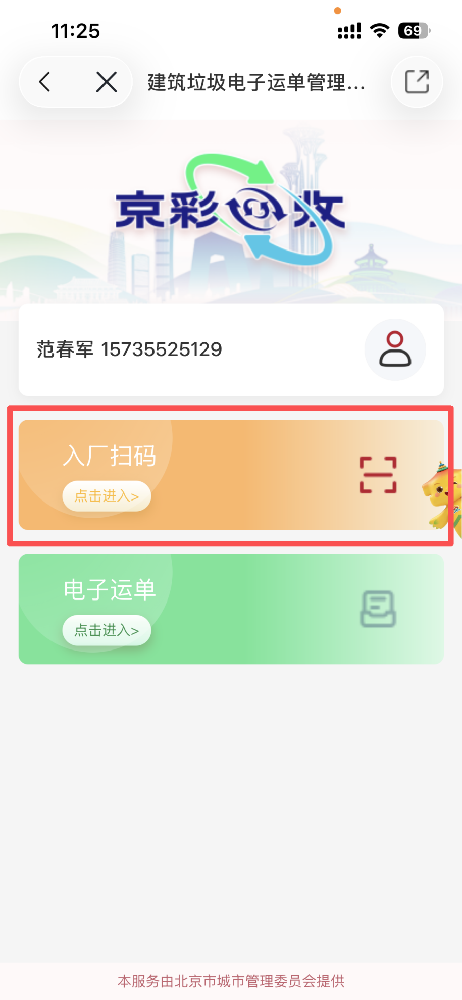 11:25
69
建筑垃圾电子运单管理...
京彩回收
范春军 15735525129
入厂扫码
点击进入>
电子运单
点击进入>
本服务由北京市城市管理委员会提供